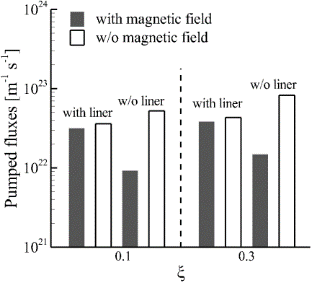 10^24
with magnetic field
w/o magnetic field
10^23
w/o liner
w/o liner
with liner
with liner
Pumped fluxes [m^-1 s^-1]
10^22
10^21
0.1
0.3
ξ